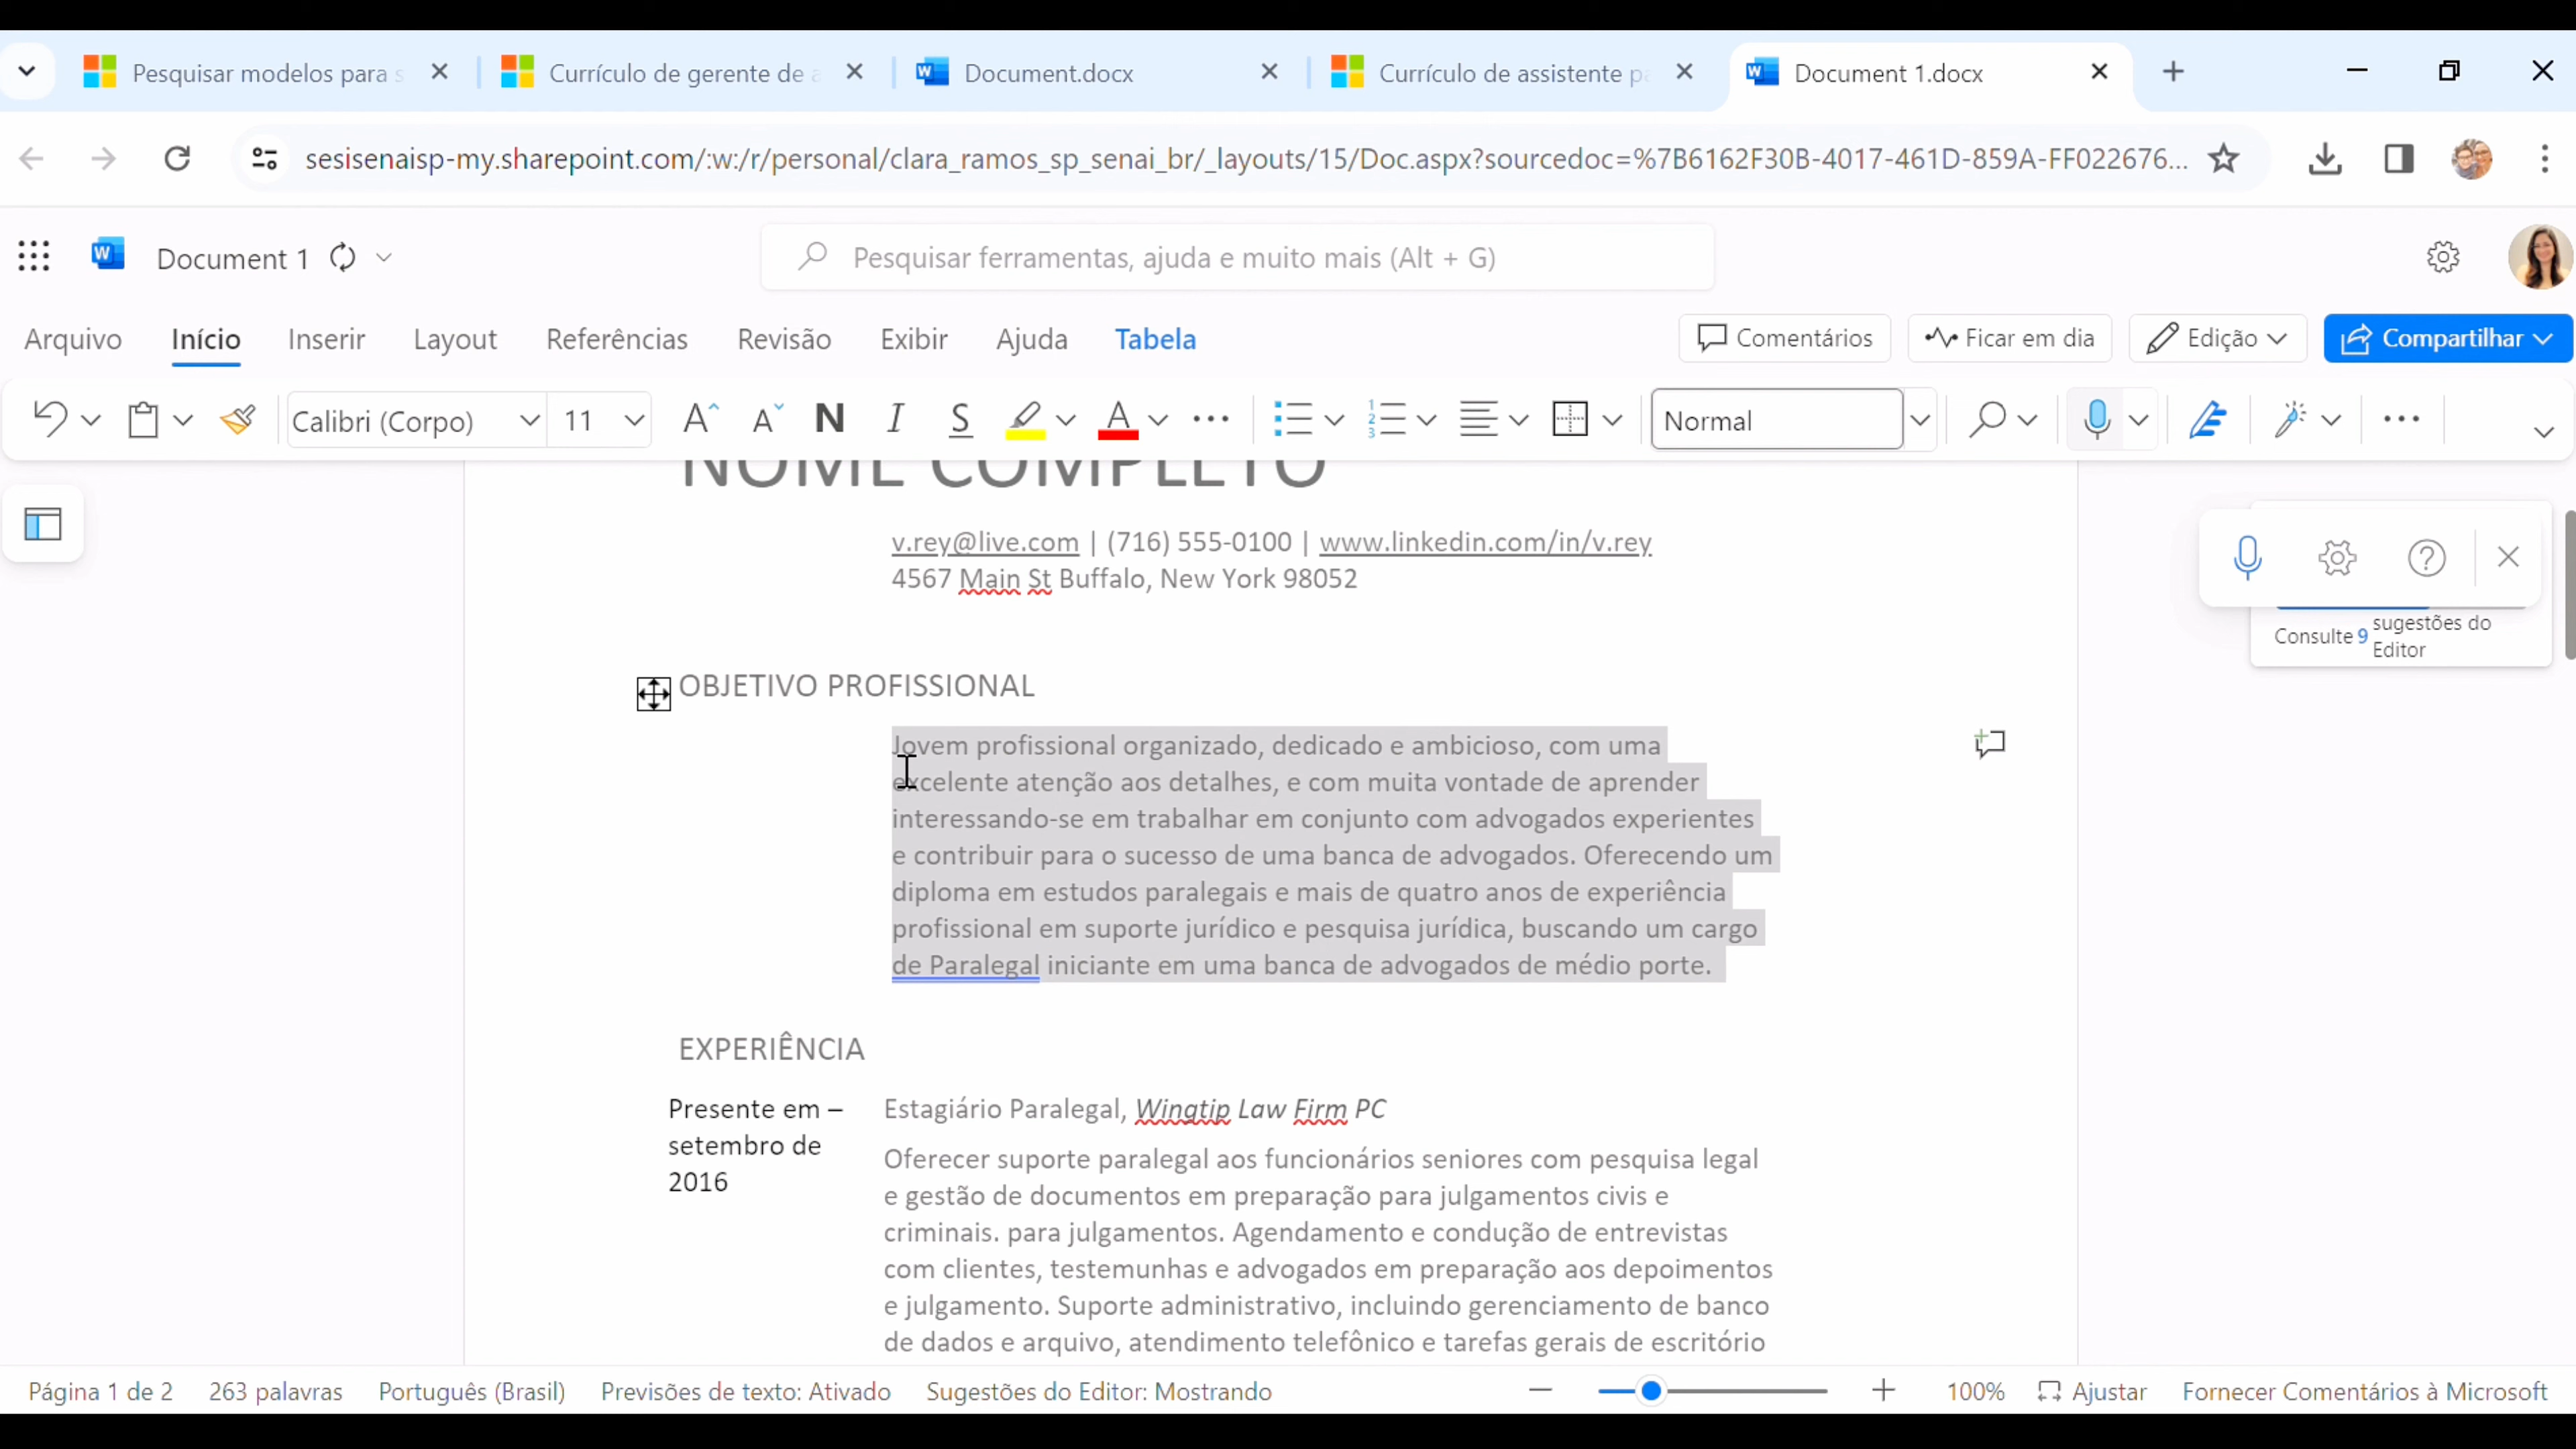 Pesquisar modelos para s
Currículo de gerente de a
Document.docx
Currículo de assistente pa
Document 1.docx
sesisenaisp-my.sharepoint.com/:w:/r/personal/clara_ramos_sp_senai_br/_layouts/15/Doc.aspx?sourcedoc=%7B6162F30B-4017-461D-859A-FF022676...
Document 1
Pesquisar ferramentas, ajuda e muito mais (Alt + G)
Arquivo Início Inserir Layout Referências Revisão Exibir Ajuda Tabela
Comentários Ficar em dia Edição Compartilhar
Calibri (Corpo) 11 N I S A Normal
NOME COMPLETO
v.rey@live.com | (716) 555-0100 | www.linkedin.com/in/v.rey
4567 Main St Buffalo, New York 98052
Consulte 9 sugestões do
Editor
OBJETIVO PROFISSIONAL
Jovem profissional organizado, dedicado e ambicioso, com uma
excelente atenção aos detalhes, e com muita vontade de aprender
interessando-se em trabalhar em conjunto com advogados experientes
e contribuir para o sucesso de uma banca de advogados. Oferecendo um
diploma em estudos paralegais e mais de quatro anos de experiência
profissional em suporte jurídico e pesquisa jurídica, buscando um cargo
de Paralegal iniciante em uma banca de advogados de médio porte.
EXPERIÊNCIA
Presente em –
setembro de
2016
Estagiário Paralegal, Wingtip Law Firm PC
Oferecer suporte paralegal aos funcionários seniores com pesquisa legal
e gestão de documentos em preparação para julgamentos civis e
criminais. para julgamentos. Agendamento e condução de entrevistas
com clientes, testemunhas e advogados em preparação aos depoimentos
e julgamento. Suporte administrativo, incluindo gerenciamento de banco
de dados e arquivo, atendimento telefônico e tarefas gerais de escritório
Página 1 de 2 263 palavras Português (Brasil) Previsões de texto: Ativado Sugestões do Editor: Mostrando 100% Ajustar Fornecer Comentários à Microsoft